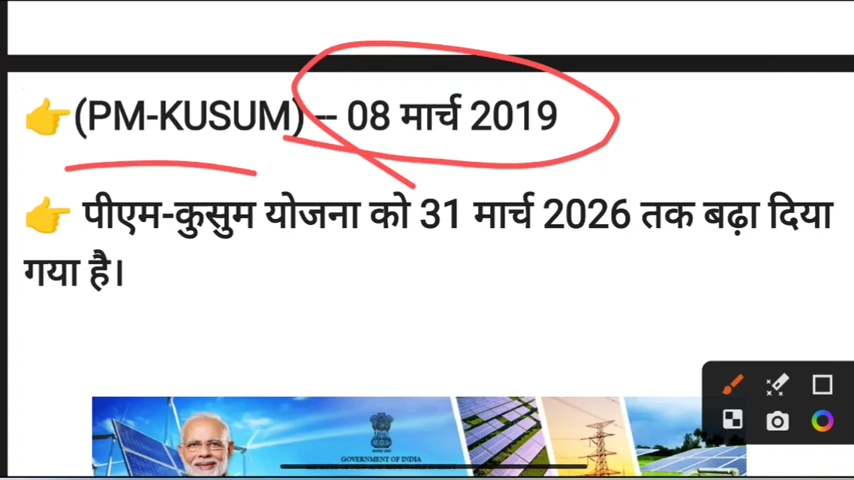 👉(PM-KUSUM) -- 08 मार्च 2019
👉 पीएम-कुसुम योजना को 31 मार्च 2026 तक बढ़ा दिया
गया है।
GOVERNMENT OF INDIA